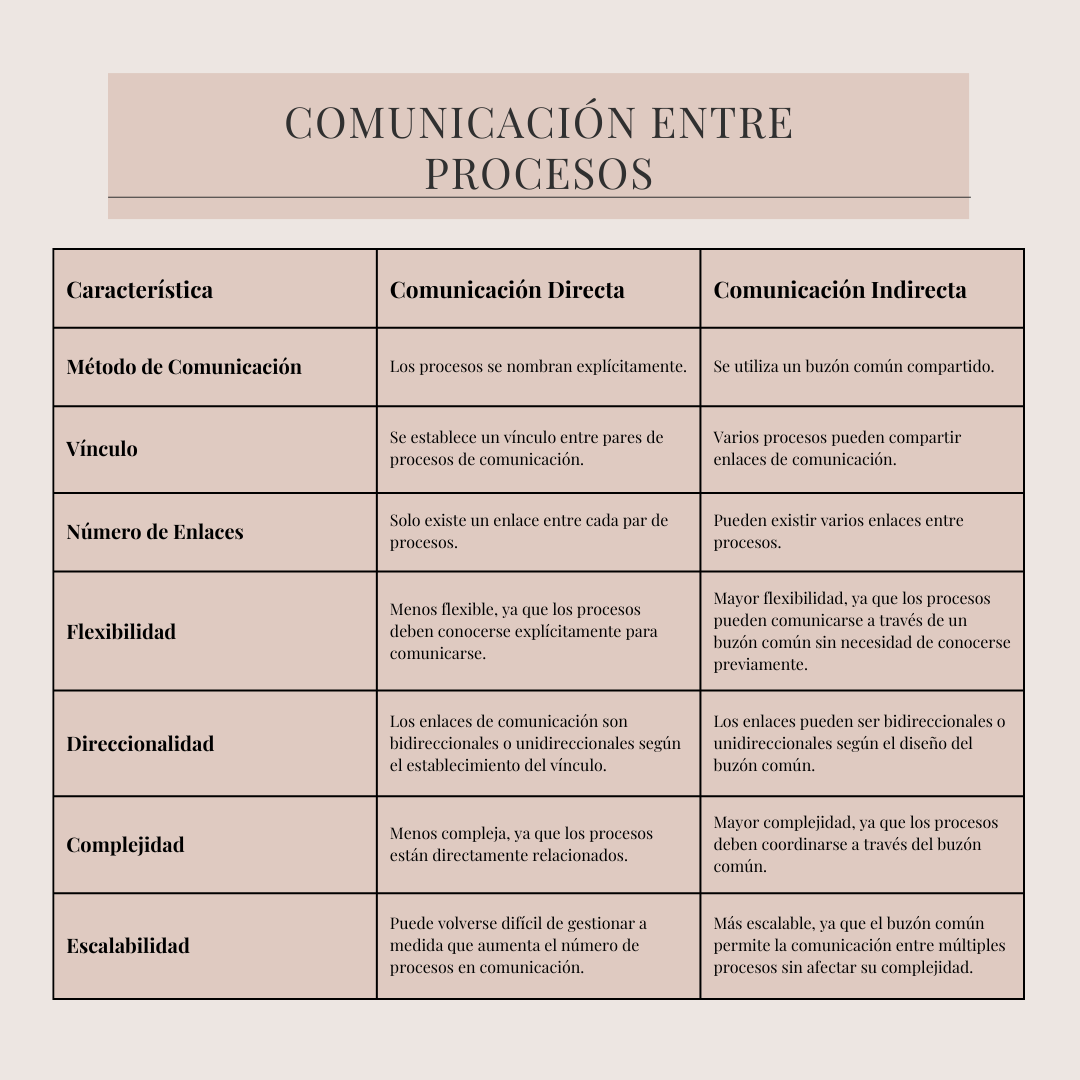 COMUNICACIÓN ENTRE
PROCESOS
Característica
Comunicación Directa
Comunicación Indirecta
Método de Comunicación
Los procesos se nombran explícitamente.
Se utiliza un buzón común compartido.
Vínculo
Se establece un vínculo entre pares de
procesos de comunicación.
Varios procesos pueden compartir
enlaces de comunicación.
Número de Enlaces
Solo existe un enlace entre cada par de
procesos.
Pueden existir varios enlaces entre
procesos.
Flexibilidad
Menos flexible, ya que los procesos
deben conocerse explícitamente para
comunicarse.
Mayor flexibilidad, ya que los procesos
pueden comunicarse a través de un
buzón común sin necesidad de conocerse
previamente.
Direccionalidad
Los enlaces de comunicación son
bidireccionales o unidireccionales según
el establecimiento del vínculo.
Los enlaces pueden ser bidireccionales o
unidireccionales según el diseño del
buzón común.
Complejidad
Menos compleja, ya que los procesos
están directamente relacionados.
Mayor complejidad, ya que los procesos
deben coordinarse a través del buzón
común.
Escalabilidad
Puede volverse difícil de gestionar a
medida que aumenta el número de
procesos en comunicación.
Más escalable, ya que el buzón común
permite la comunicación entre múltiples
procesos sin afectar su complejidad.